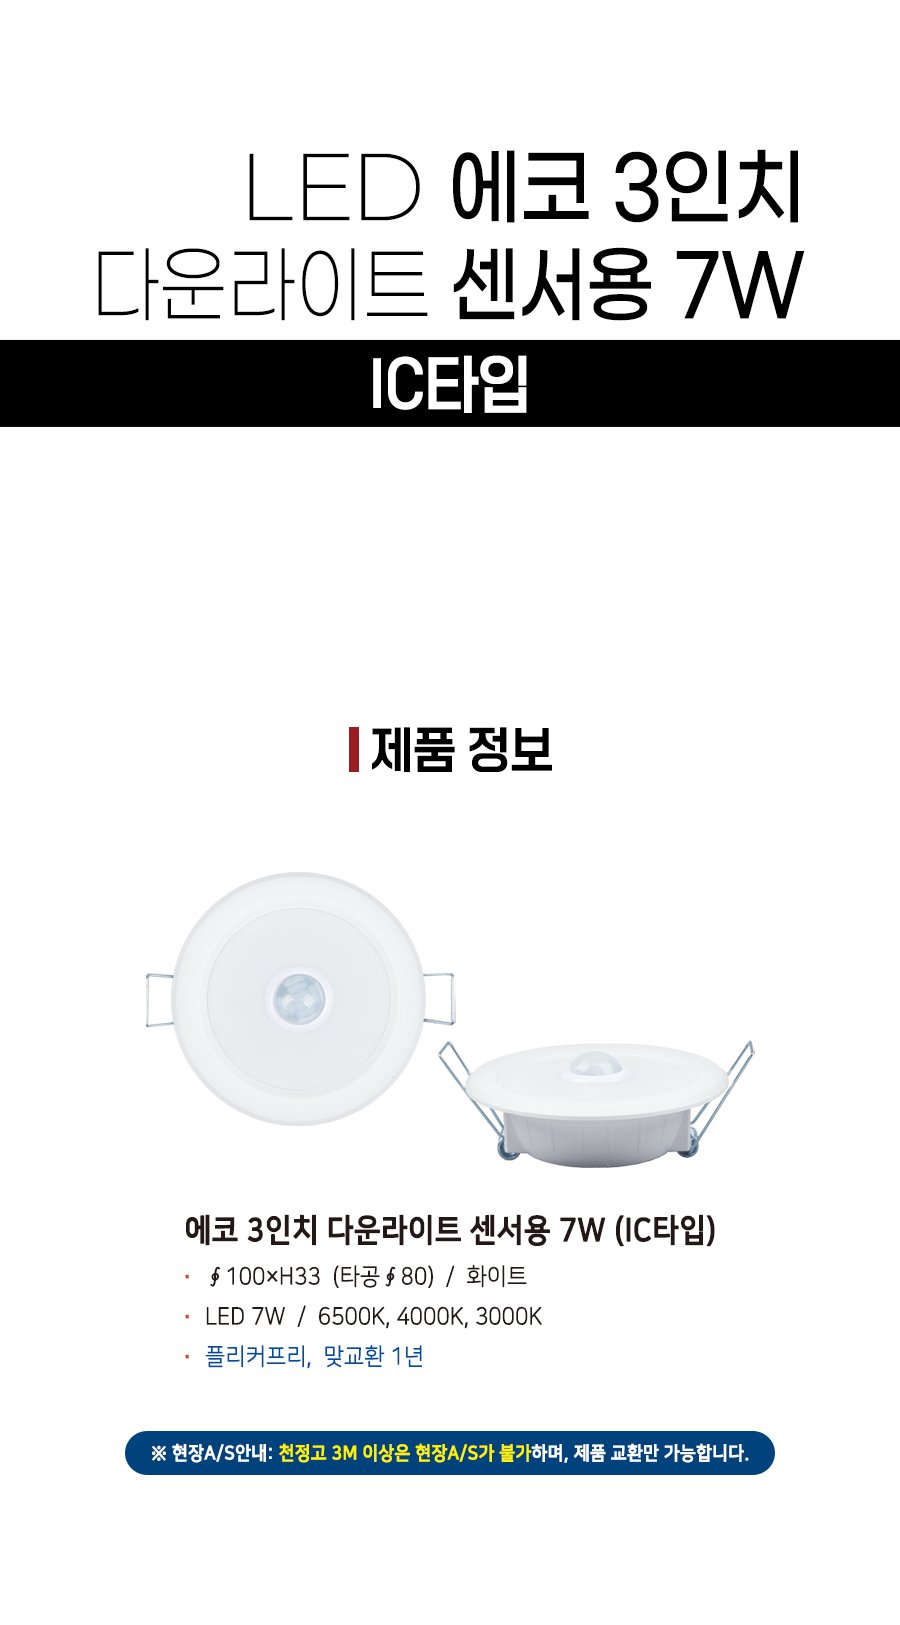 LED 에코 3인치
다운라이트 센서용 7W
IC타입
제품 정보
에코 3인치 다운라이트 센서용 7W (IC타입)
· ∮100×H33 (타공∮80) / 화이트
· LED 7W / 6500K, 4000K, 3000K
· 플리커프리, 맞교환 1년
※ 현장A/S안내: 천정고 3M 이상은 현장A/S가 불가하며, 제품 교환만 가능합니다.